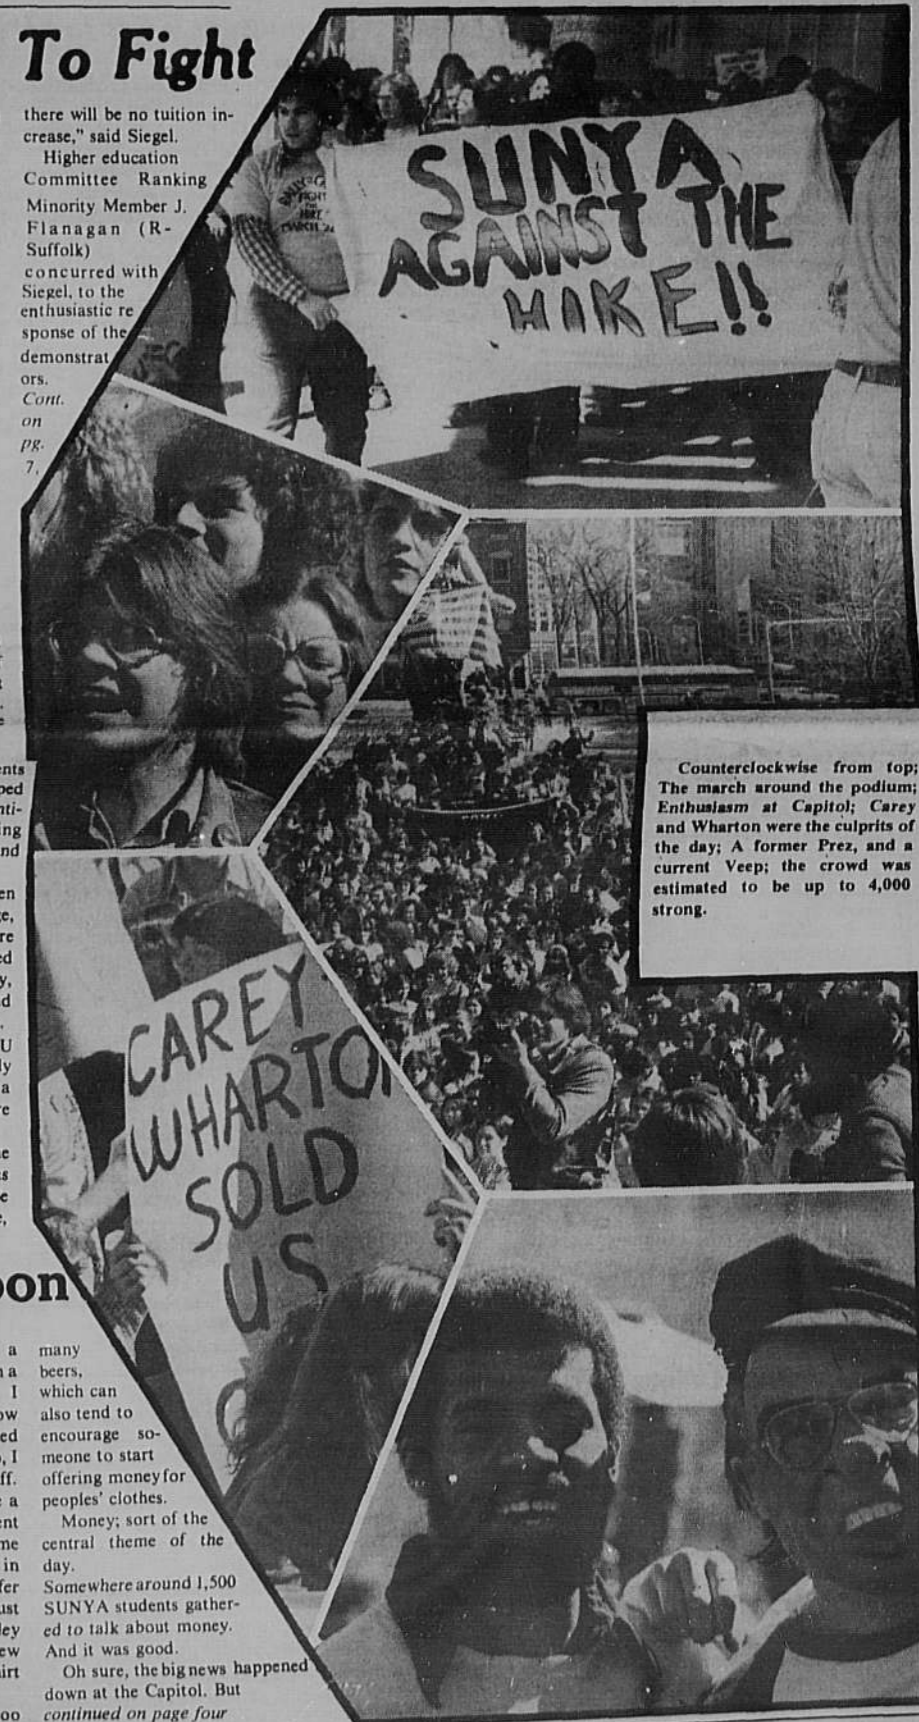 To Fight
there will be no tuition in-
crease," said Siegel.
Higher education
Committee Ranking
Minority Member J.
Flanagan (R-
Suffolk)
concurred with
Siegel, to the
enthusiastic re
sponse of the
demonstrat
ors.
Cont.
on
pg.
7,
SUNYA
AGAINST THE
HIKE!!
FIGHT
THE
HIKE
MARCH
Counterclockwise from top;
The march around the podium;
Enthusiasm at Capitol; Carey
and Wharton were the culprits of
the day; A former Prez, and a
current Veep; the crowd was
estimated to be up to 4,000
strong.
CAREY
WHARTON
SOLD
US
oon
many
beers,
which can
also tend to
encourage so-
meone to start
offering money for
peoples' clothes.
Money; sort of the
central theme of the
day.
Somewhere around 1,500
SUNYA students gather-
ed to talk about money.
And it was good.
Oh sure, the big news happened
down at the Capitol. But
continued on page four